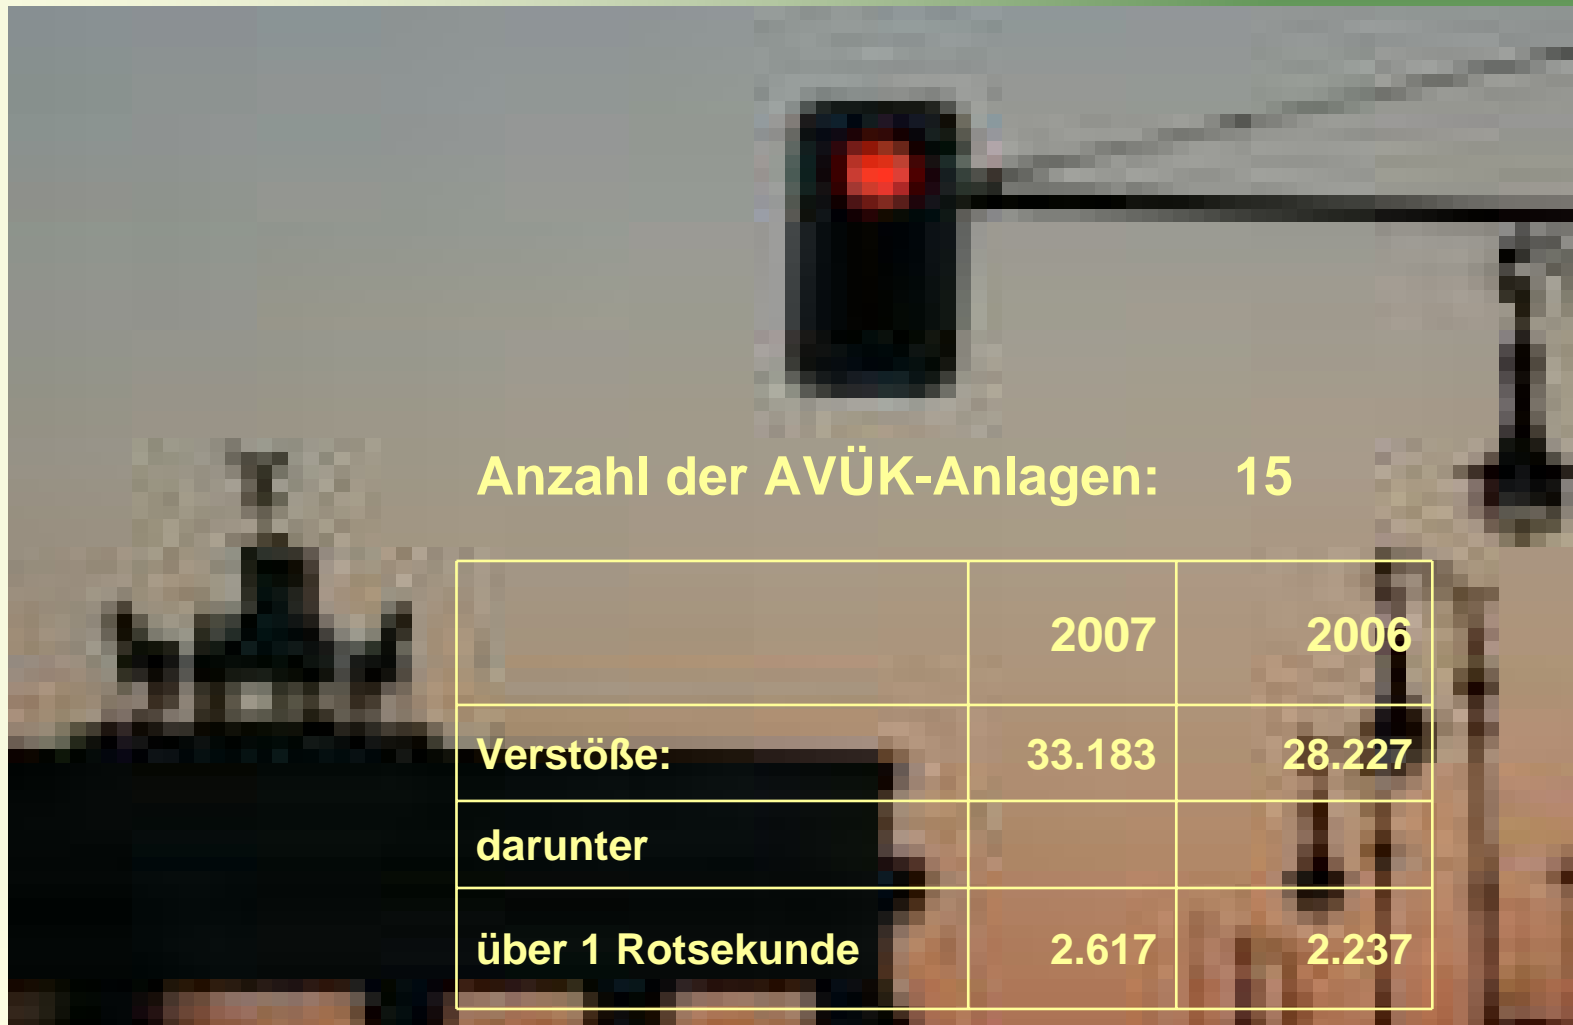 Anzahl der AVÜK-Anlagen: 15
2007 2006
Verstöße: 33.183 28.227
darunter
über 1 Rotsekunde 2.617 2.237